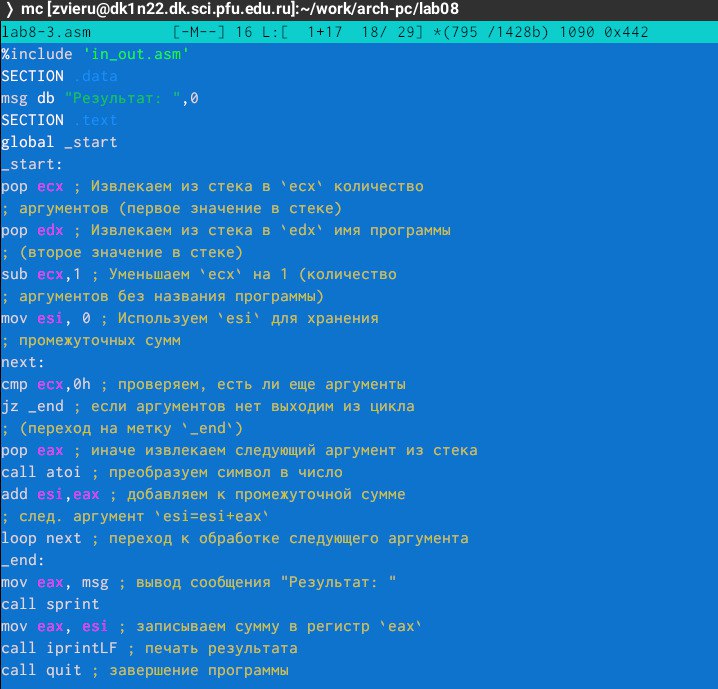 ❯ mc [zvieru@dk1n22.dk.sci.pfu.edu.ru]:~/work/arch-pc/lab08
lab8-3.asm [-M--] 16 L:[ 1+17 18/ 29] *(795 /1428b) 1090 0x442
%include 'in_out.asm'
SECTION .data
msg db "Результат: ",0
SECTION .text
global _start
_start:
pop ecx ; Извлекаем из стека в `ecx` количество
; аргументов (первое значение в стеке)
pop edx ; Извлекаем из стека в `edx` имя программы
; (второе значение в стеке)
sub ecx,1 ; Уменьшаем `ecx` на 1 (количество
; аргументов без названия программы)
mov esi, 0 ; Используем `esi` для хранения
; промежуточных сумм
next:
cmp ecx,0h ; проверяем, есть ли еще аргументы
jz _end ; если аргументов нет выходим из цикла
; (переход на метку `_end`)
pop eax ; иначе извлекаем следующий аргумент из стека
call atoi ; преобразуем символ в число
add esi,eax ; добавляем к промежуточной сумме
; след. аргумент `esi=esi+eax`
loop next ; переход к обработке следующего аргумента
_end:
mov eax, msg ; вывод сообщения "Результат: "
call sprint
mov eax, esi ; записываем сумму в регистр `eax`
call iprintLF ; печать результата
call quit ; завершение программы